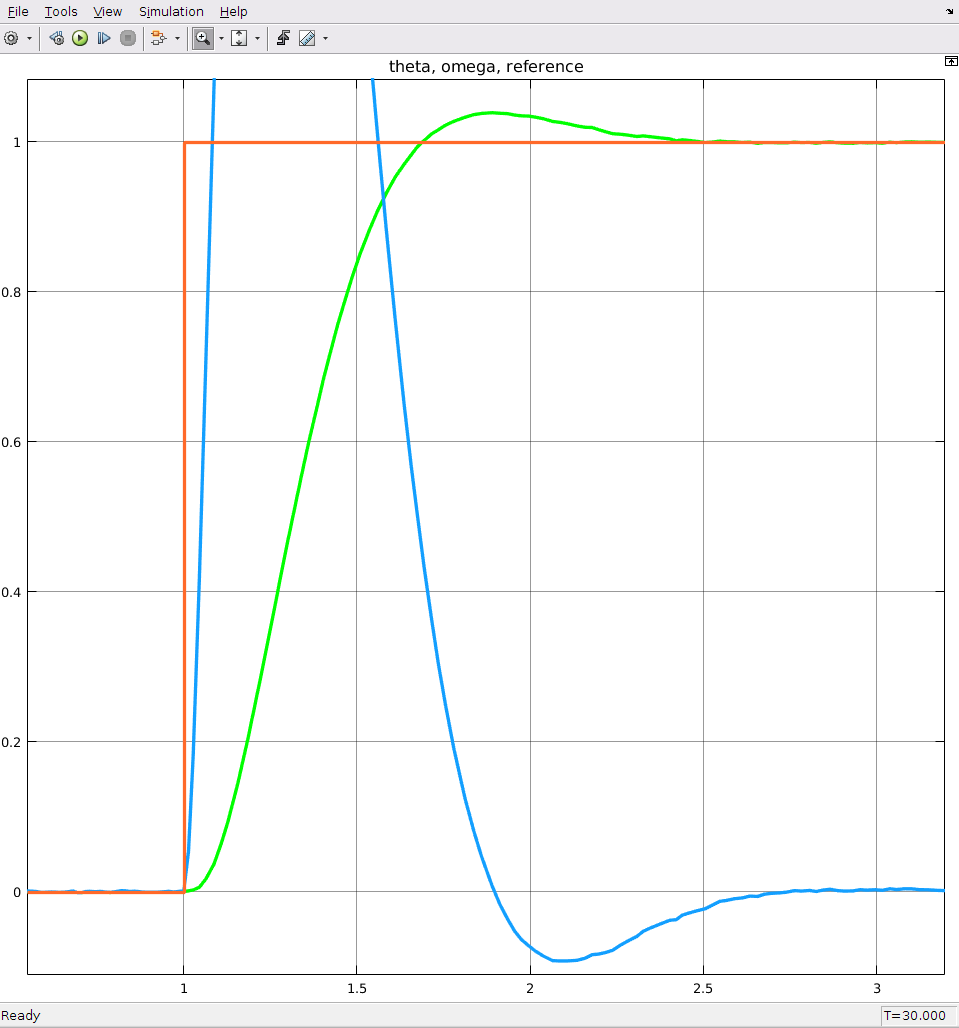 File Tools View Simulation Help
theta, omega, reference
1
0.8
0.6
0.4
0.2
0
1 1.5 2 2.5 3
Ready T=30.000